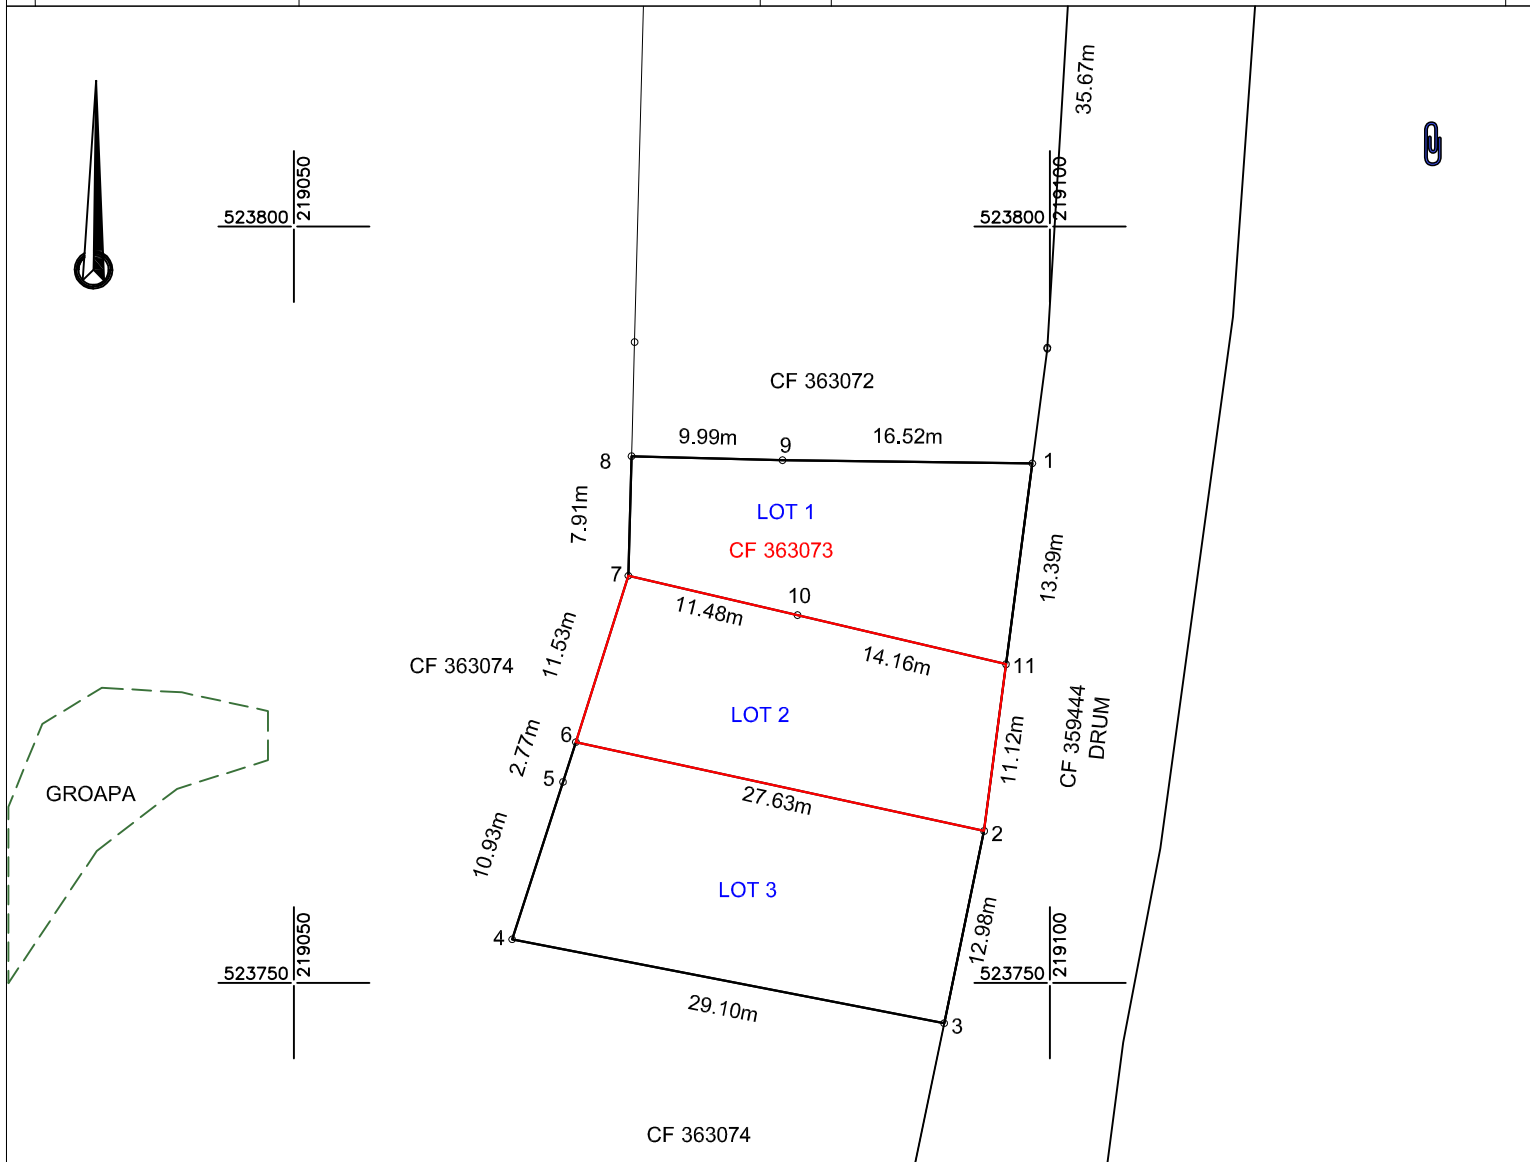 35.67m
219050
523800
219100
523800
CF 363072
9.99m
9
16.52m
8
1
7.91m
LOT 1
CF 363073
13.39m
7
10
11.48m
11.53m
14.16m
11
CF 363074
LOT 2
CF 359444
DRUM
11.12m
6
2.77m
5
GROAPA
27.63m
2
10.93m
LOT 3
12.98m
4
219050
523750
219100
523750
29.10m
3
CF 363074